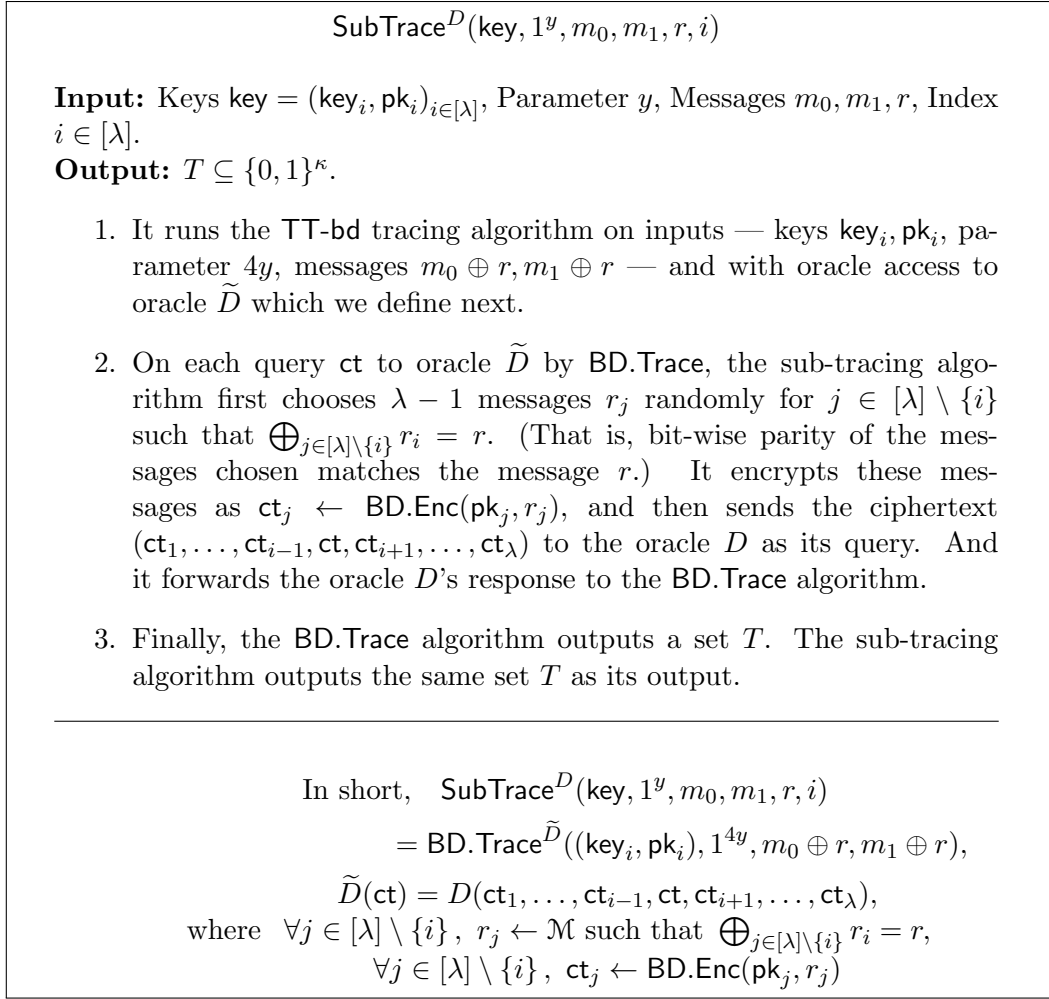 SubTrace^D(key, 1^y, m_0, m_1, r, i)
Input: Keys key = (key_i, pk_i)_{i∈[λ]}, Parameter y, Messages m_0, m_1, r, Index
i ∈ [λ].
Output: T ⊆ {0, 1}^κ.
1. It runs the TT-bd tracing algorithm on inputs — keys key_i, pk_i, pa-
rameter 4y, messages m_0 ⊕ r, m_1 ⊕ r — and with oracle access to
oracle D̃ which we define next.
2. On each query ct to oracle D̃ by BD.Trace, the sub-tracing algo-
rithm first chooses λ − 1 messages r_j randomly for j ∈ [λ] \ {i}
such that ⊕_{j∈[λ]\{i}} r_i = r. (That is, bit-wise parity of the mes-
sages chosen matches the message r.) It encrypts these mes-
sages as ct_j ← BD.Enc(pk_j, r_j), and then sends the ciphertext
(ct_1, . . . , ct_{i−1}, ct, ct_{i+1}, . . . , ct_λ) to the oracle D as its query. And
it forwards the oracle D's response to the BD.Trace algorithm.
3. Finally, the BD.Trace algorithm outputs a set T. The sub-tracing
algorithm outputs the same set T as its output.
In short, SubTrace^D(key, 1^y, m_0, m_1, r, i)
= BD.Trace^{D̃}((key_i, pk_i), 1^{4y}, m_0 ⊕ r, m_1 ⊕ r),
D̃(ct) = D(ct_1, . . . , ct_{i−1}, ct, ct_{i+1}, . . . , ct_λ),
where ∀j ∈ [λ] \ {i} , r_j ← M such that ⊕_{j∈[λ]\{i}} r_i = r,
∀j ∈ [λ] \ {i} , ct_j ← BD.Enc(pk_j, r_j)